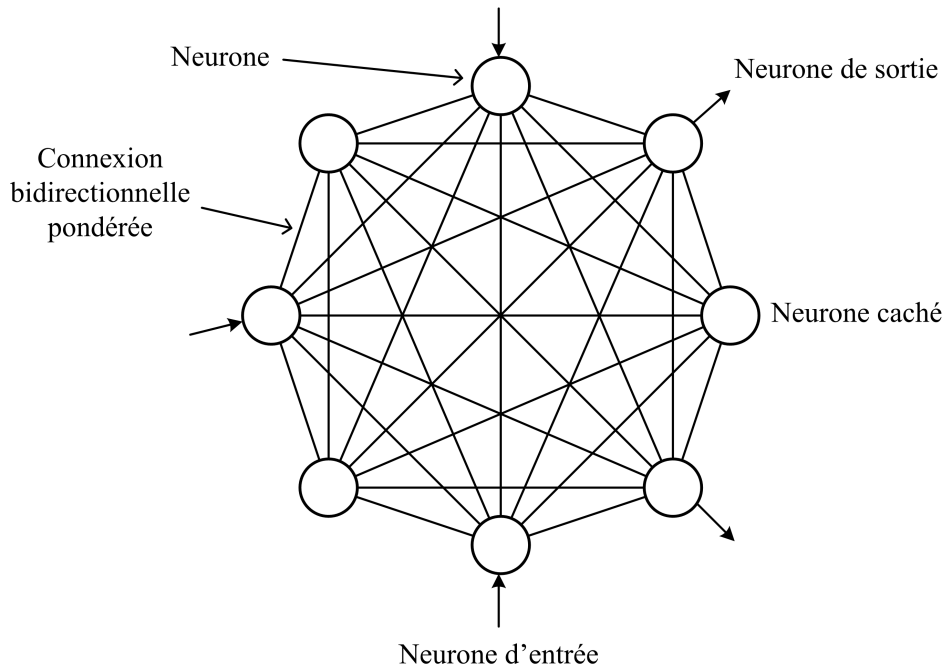 Neurone
Neurone de sortie
Connexion
bidirectionnelle
pondérée
Neurone caché
Neurone d’entrée